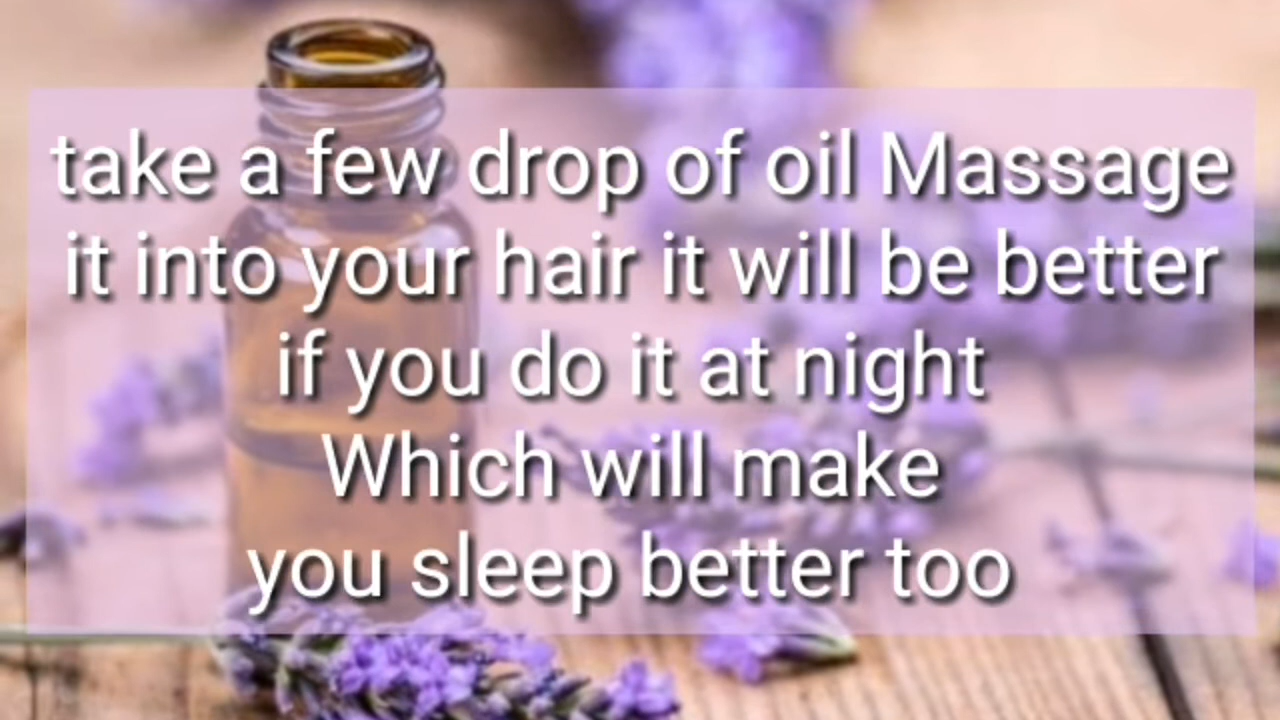 take a few drop of oil Massage
it into your hair it will be better
if you do it at night
Which will make
you sleep better too